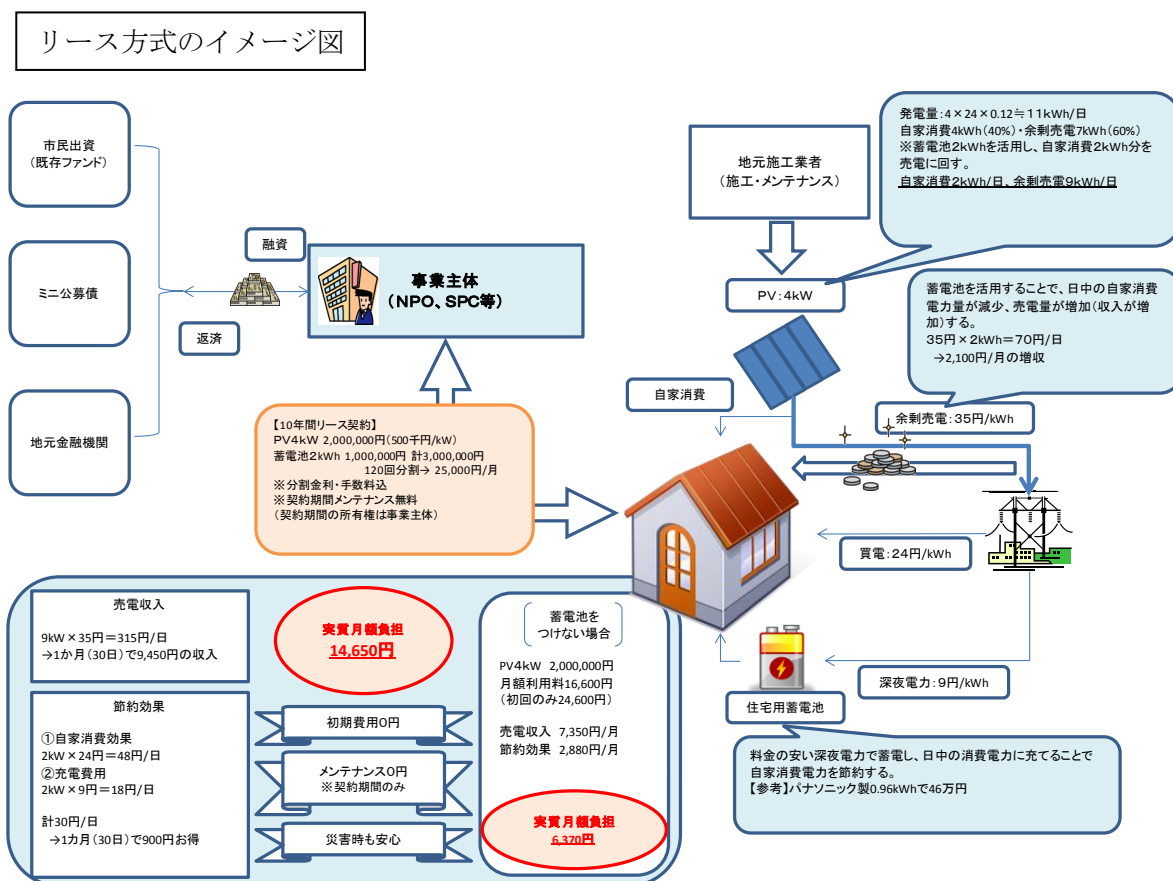 リース方式のイメージ図
市民出資
(既存ファンド)
ミニ公募債
地元金融機関
融資
返済
事業主体
(NPO、SPC等)
地元施工業者
(施工・メンテナンス)
発電量:4×24×0.12≒11kWh/日
自家消費4kWh(40%)・余剰売電7kWh(60%)
※蓄電池2kWhを活用し、自家消費2kWh分を
売電に回す。
自家消費2kWh/日、余剰売電9kWh/日
PV:4kW
蓄電池を活用することで、日中の自家消費
電力量が減少、売電量が増加(収入が増
加)する。
35円×2kWh=70円/日
→2,100円/月の増収
自家消費
余剰売電:35円/kWh
【10年間リース契約】
PV4kW 2,000,000円(500千円/kW)
蓄電池2kWh 1,000,000円 計3,000,000円
120回分割→ 25,000円/月
※分割金利・手数料込
※契約期間メンテナンス無料
(契約期間の所有権は事業主体)
買電:24円/kWh
深夜電力:9円/kWh
住宅用蓄電池
料金の安い深夜電力で蓄電し、日中の消費電力に充てることで
自家消費電力を節約する。
【参考】パナソニック製0.96kWhで46万円
売電収入
9kW×35円=315円/日
→1か月(30日)で9,450円の収入
節約効果
①自家消費効果
2kW×24円=48円/日
②充電費用
2kW×9円=18円/日
計30円/日
→1カ月(30日)で900円お得
実質月額負担
14,650円
初期費用0円
メンテナンス0円
※契約期間のみ
災害時も安心
蓄電池を
つけない場合
PV4kW 2,000,000円
月額利用料16,600円
(初回のみ24,600円)
売電収入 7,350円/月
節約効果 2,880円/月
実質月額負担
6,370円